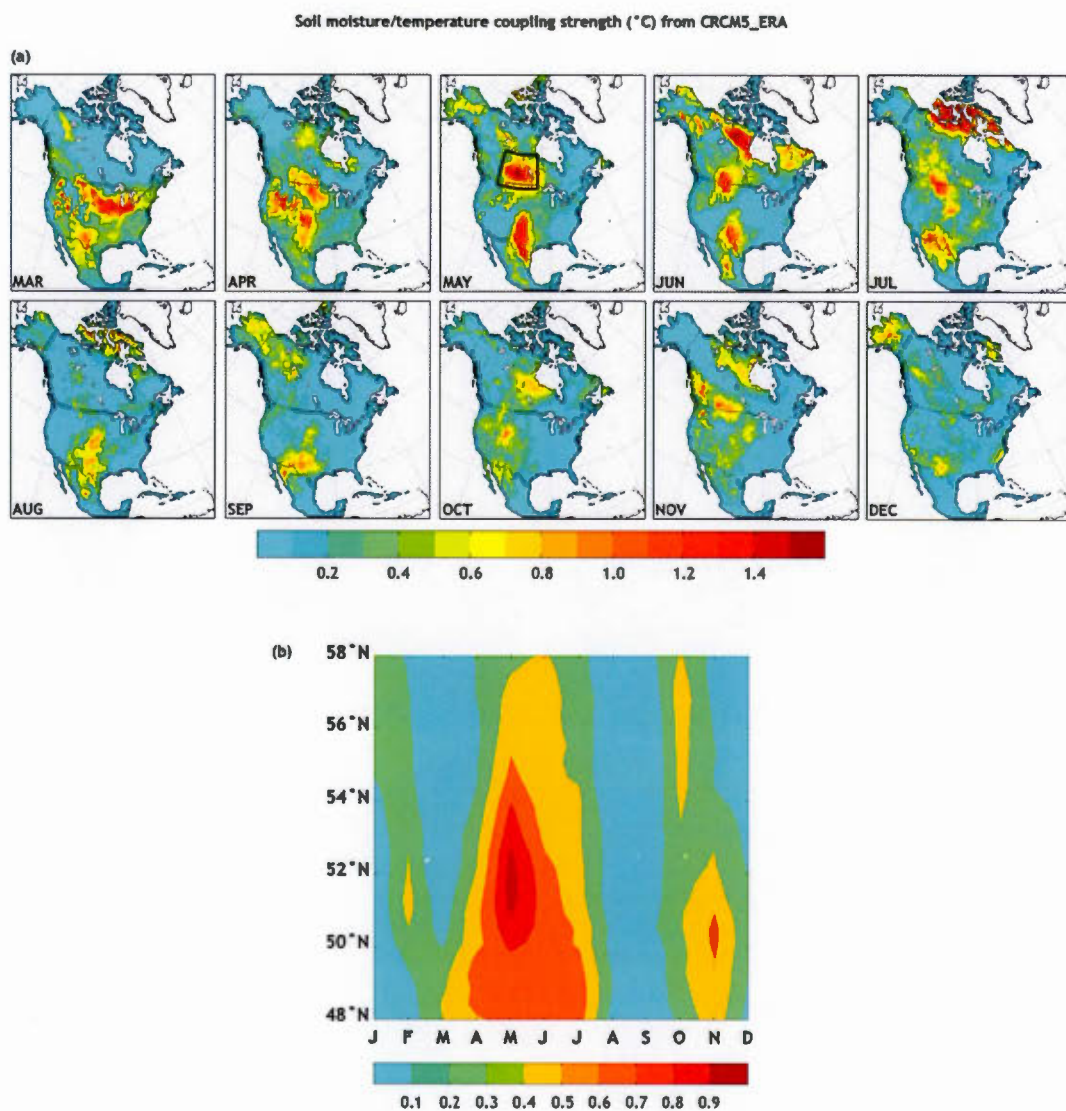 Soil moisture/temperature coupling strength (°C) from CRCM5_ERA
(a)
MAR
APR
MAY
JUN
JUL
AUG
SEP
OCT
NOV
DEC
0.2 0.4 0.6 0.8 1.0 1.2 1.4
(b)
58°N
56°N
54°N
52°N
50°N
48°N
J F M A M J J A S O N D
0.1 0.2 0.3 0.4 0.5 0.6 0.7 0.8 0.9